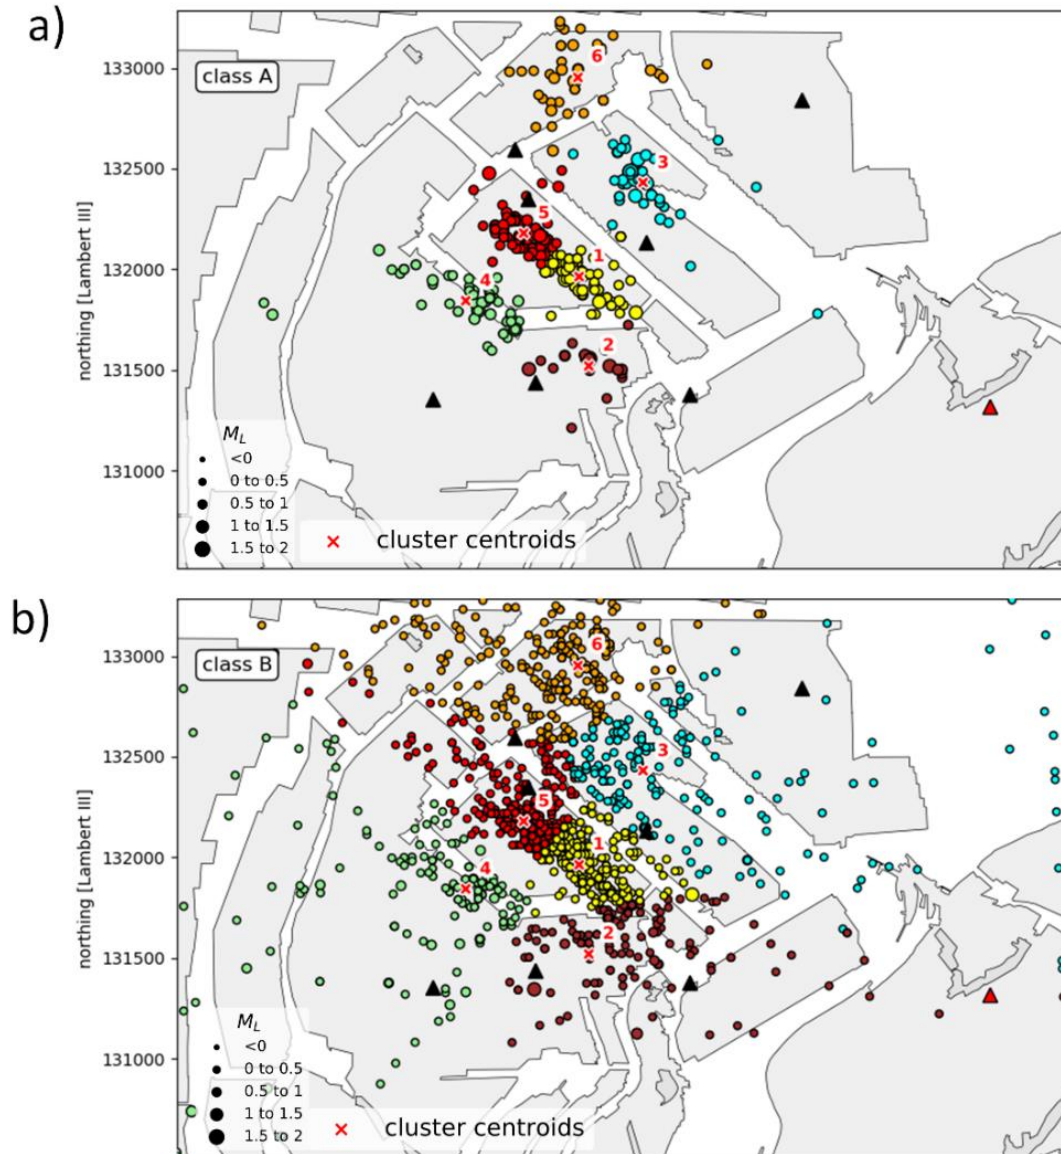 a)
class A
133000
132500
132000
131500
131000
northing [Lambert III]
6
3
5
1
4
2
M_L
<0
0 to 0.5
0.5 to 1
1 to 1.5
1.5 to 2
cluster centroids
b)
class B
133000
132500
132000
131500
131000
northing [Lambert III]
6
3
5
1
4
2
M_L
<0
0 to 0.5
0.5 to 1
1 to 1.5
1.5 to 2
cluster centroids